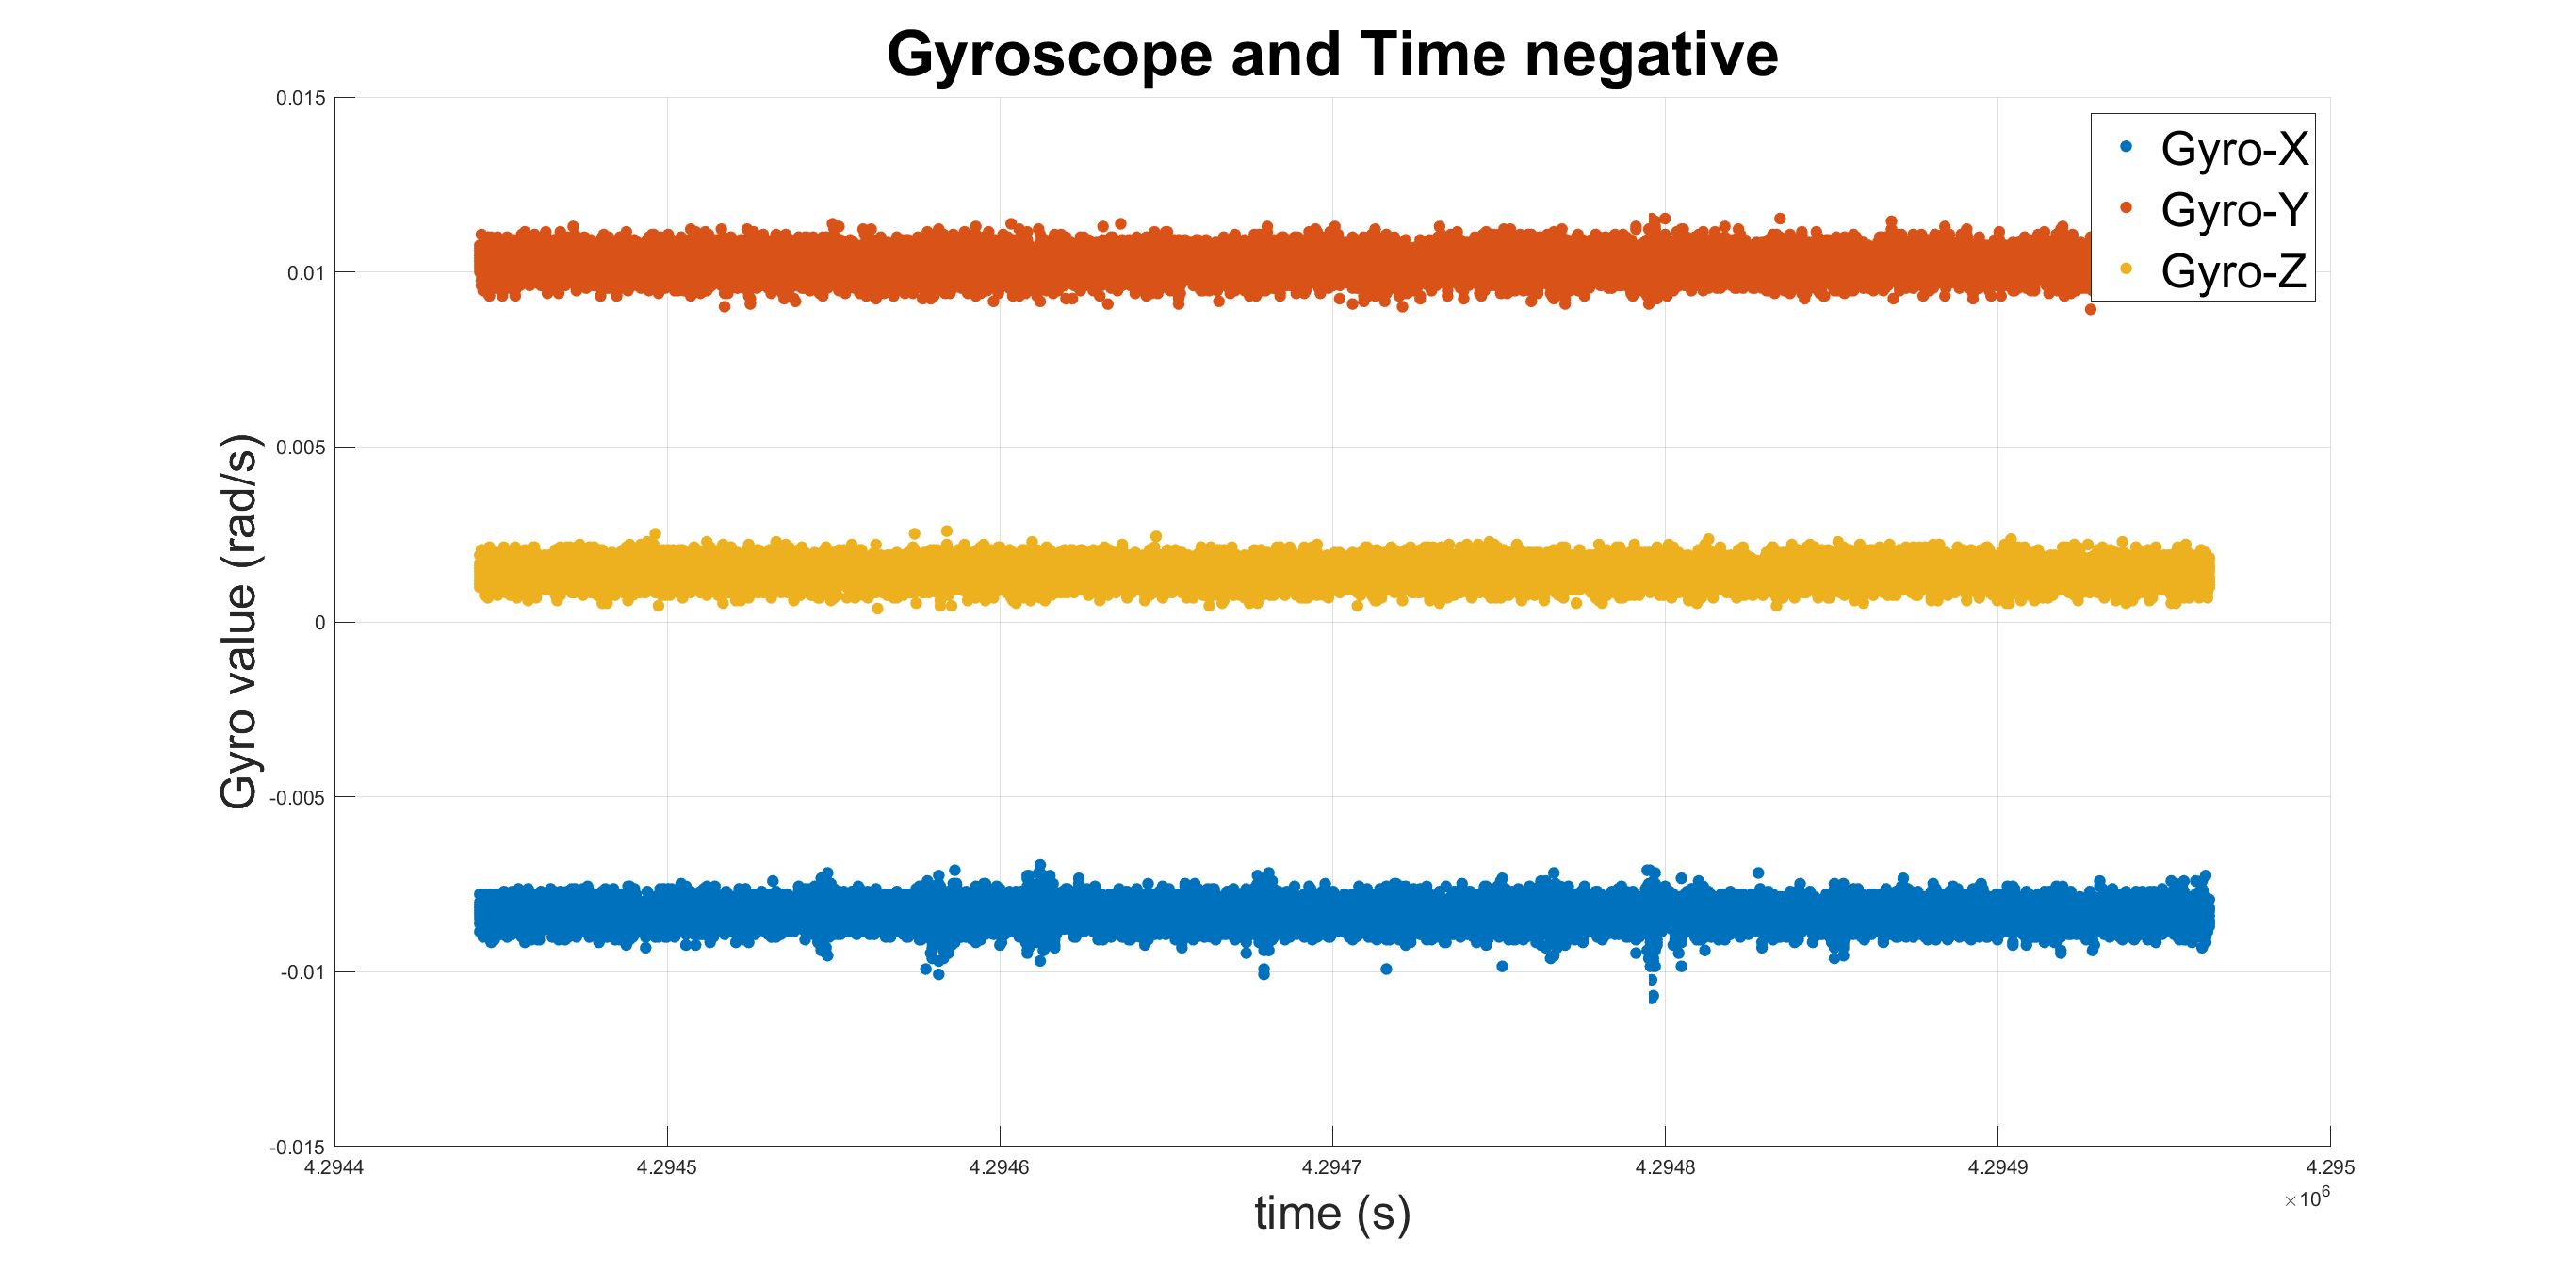 Gyroscope and Time negative
0.015
0.01
0.005
0
-0.005
-0.01
-0.015
Gyro value (rad/s)
Gyro-X
Gyro-Y
Gyro-Z
4.2944 4.2945 4.2946 4.2947 4.2948 4.2949 4.295
×10⁶
time (s)